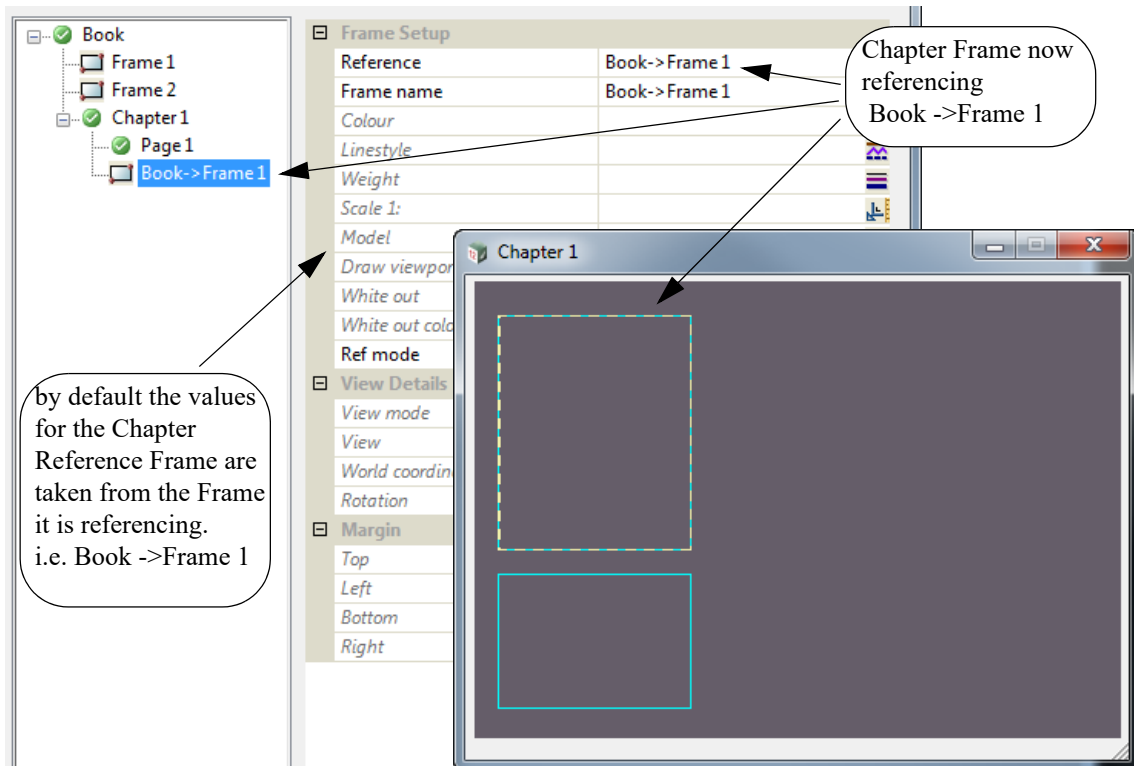 Book
Frame 1
Frame 2
Chapter 1
Page 1
Book->Frame 1
Frame Setup
Reference Book->Frame 1
Frame name Book->Frame 1
Colour
Linestyle
Weight
Scale 1:
Model
Draw viewpor
White out
White out colo
Ref mode
View Details
View mode
View
World coordin
Rotation
Margin
Top
Left
Bottom
Right
Chapter Frame now
referencing
Book ->Frame 1
by default the values
for the Chapter
Reference Frame are
taken from the Frame
it is referencing.
i.e. Book ->Frame 1
Chapter 1